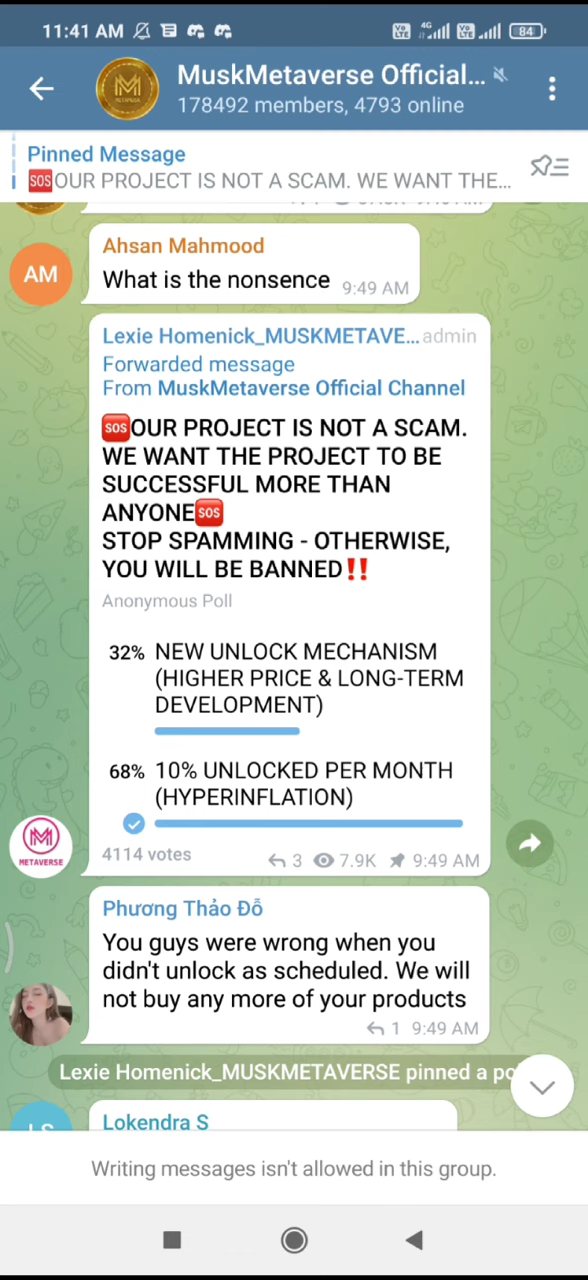 11:41 AM
4G
84
MuskMetaverse Official...
178492 members, 4793 online
Pinned Message
🆘OUR PROJECT IS NOT A SCAM. WE WANT THE...
Ahsan Mahmood
AM
What is the nonsence 9:49 AM
Lexie Homenick_MUSKMETAVE... admin
Forwarded message
From MuskMetaverse Official Channel
🆘OUR PROJECT IS NOT A SCAM.
WE WANT THE PROJECT TO BE
SUCCESSFUL MORE THAN
ANYONE🆘
STOP SPAMMING - OTHERWISE,
YOU WILL BE BANNED‼️
Anonymous Poll
32% NEW UNLOCK MECHANISM
(HIGHER PRICE & LONG-TERM
DEVELOPMENT)
68% 10% UNLOCKED PER MONTH
(HYPERINFLATION)
METAVERSE
4114 votes 3 7.9K 9:49 AM
Phương Thảo Đỗ
You guys were wrong when you
didn't unlock as scheduled. We will
not buy any more of your products
1 9:49 AM
Lexie Homenick_MUSKMETAVERSE pinned a po
Lokendra S
LS
Writing messages isn't allowed in this group.